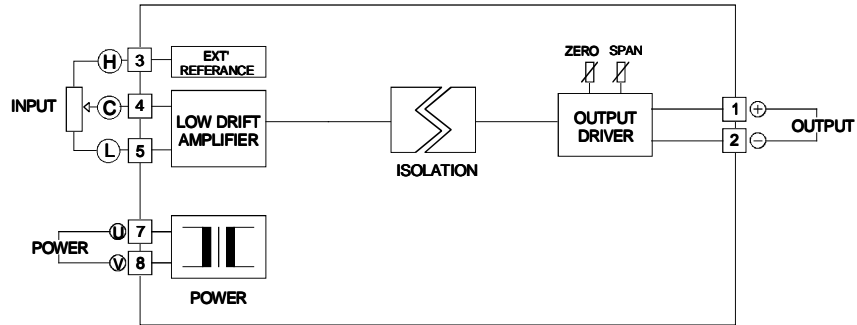 ZERO SPAN
H 3 EXT'
REFERANCE
INPUT C 4 LOW DRIFT
AMPLIFIER
L 5
ISOLATION
OUTPUT
DRIVER
1 +
2 −
OUTPUT
U 7
POWER
V 8
POWER